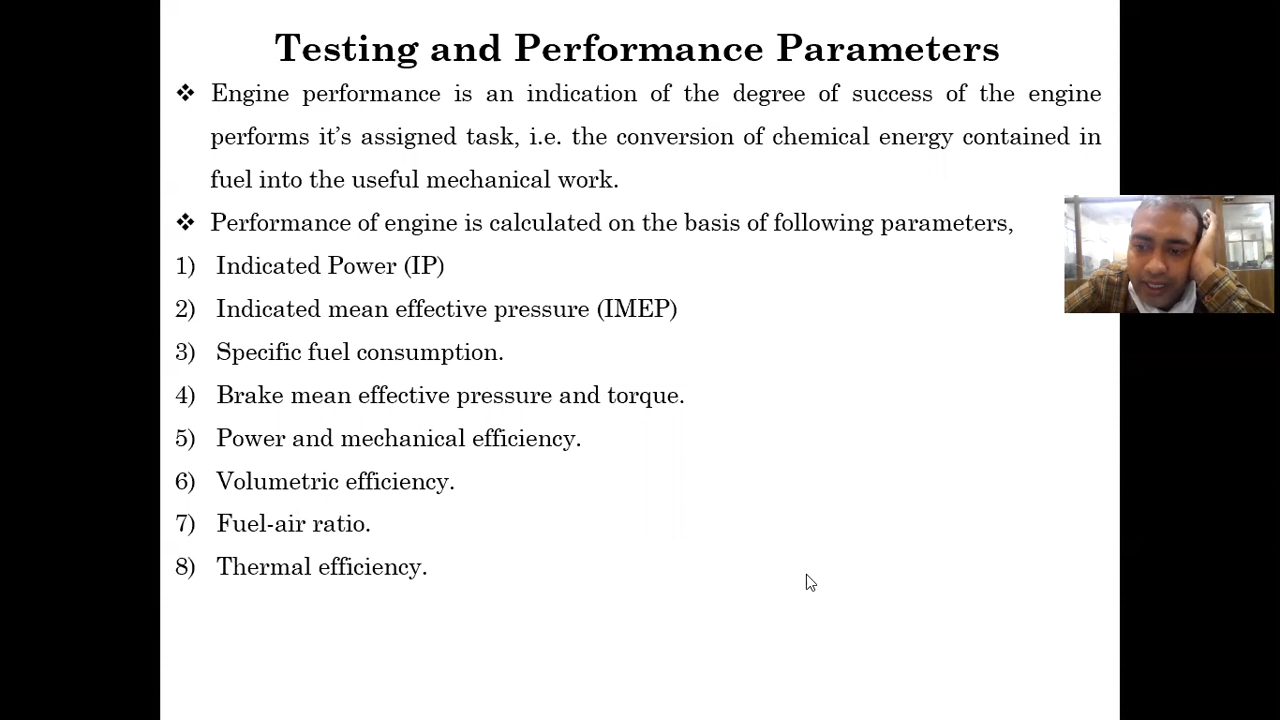 Testing and Performance Parameters
❖ Engine performance is an indication of the degree of success of the engine
performs it’s assigned task, i.e. the conversion of chemical energy contained in
fuel into the useful mechanical work.
❖ Performance of engine is calculated on the basis of following parameters,
1) Indicated Power (IP)
2) Indicated mean effective pressure (IMEP)
3) Specific fuel consumption.
4) Brake mean effective pressure and torque.
5) Power and mechanical efficiency.
6) Volumetric efficiency.
7) Fuel-air ratio.
8) Thermal efficiency.